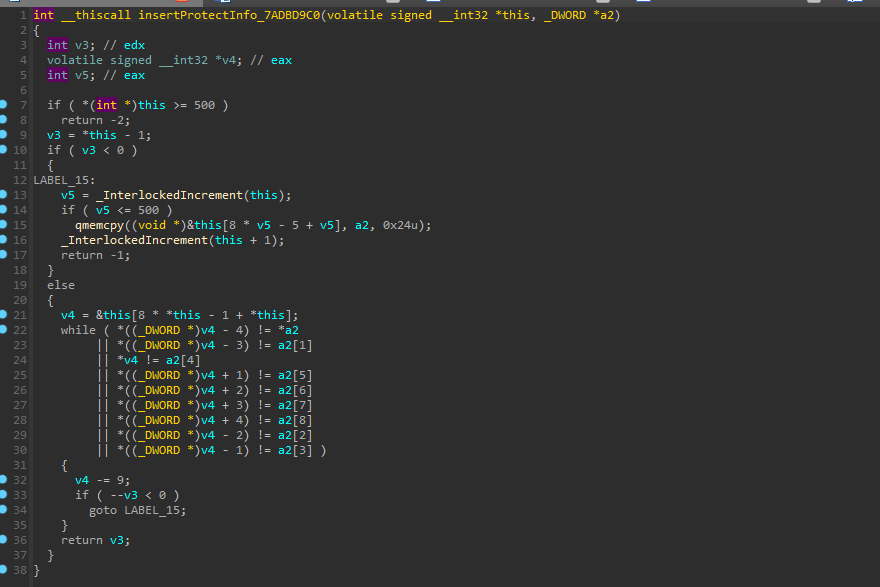 1 int __thiscall insertProtectInfo_7ADBD9C0(volatile signed __int32 *this, _DWORD *a2)
2 {
3 int v3; // edx
4 volatile signed __int32 *v4; // eax
5 int v5; // eax
6
7 if ( *(int *)this >= 500 )
8 return -2;
9 v3 = *this - 1;
10 if ( v3 < 0 )
11 {
12 LABEL_15:
13 v5 = _InterlockedIncrement(this);
14 if ( v5 <= 500 )
15 qmemcpy((void *)&this[8 * v5 - 5 + v5], a2, 0x24u);
16 _InterlockedIncrement(this + 1);
17 return -1;
18 }
19 else
20 {
21 v4 = &this[8 * *this - 1 + *this];
22 while ( *((_DWORD *)v4 - 4) != *a2
23 || *((_DWORD *)v4 - 3) != a2[1]
24 || *v4 != a2[4]
25 || *((_DWORD *)v4 + 1) != a2[5]
26 || *((_DWORD *)v4 + 2) != a2[6]
27 || *((_DWORD *)v4 + 3) != a2[7]
28 || *((_DWORD *)v4 + 4) != a2[8]
29 || *((_DWORD *)v4 - 2) != a2[2]
30 || *((_DWORD *)v4 - 1) != a2[3] )
31 {
32 v4 -= 9;
33 if ( --v3 < 0 )
34 goto LABEL_15;
35 }
36 return v3;
37 }
38 }